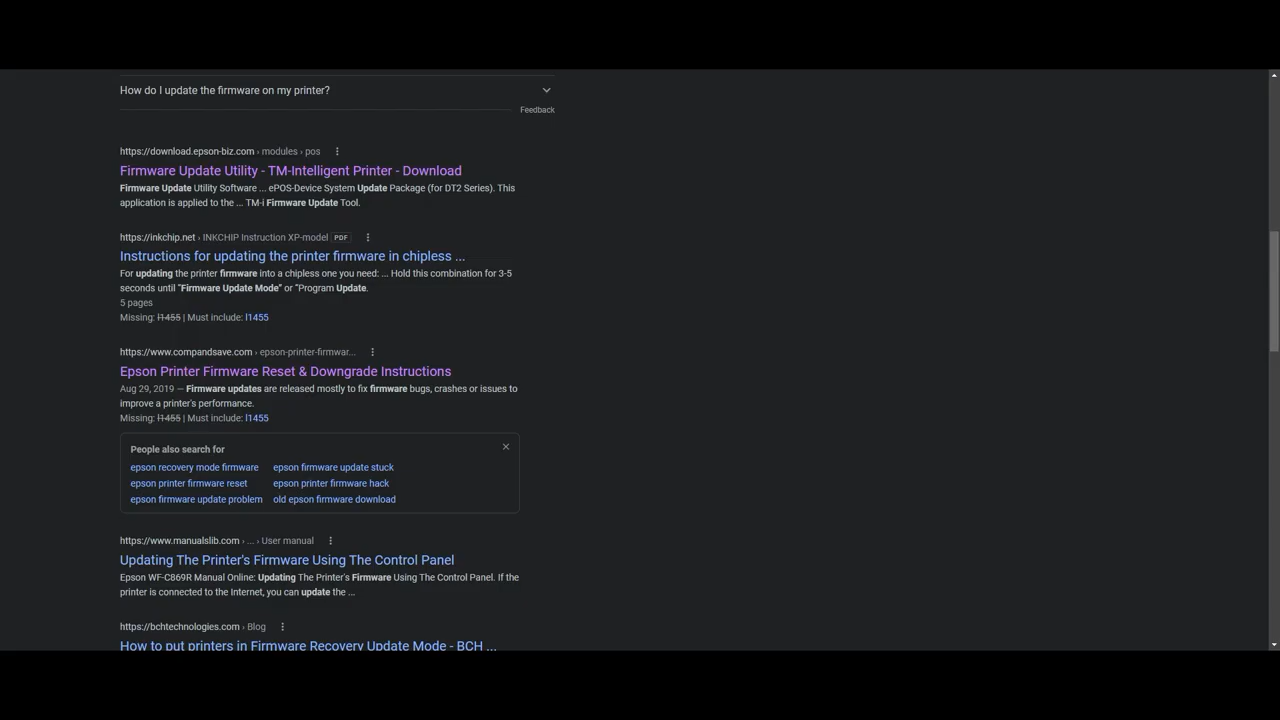 How do I update the firmware on my printer?
Feedback
https://download.epson-biz.com › modules › pos
Firmware Update Utility - TM-Intelligent Printer - Download
Firmware Update Utility Software ... ePOS-Device System Update Package (for DT2 Series). This
application is applied to the ... TM-i Firmware Update Tool.
https://inkchip.net › INKCHIP Instruction XP-model PDF
Instructions for updating the printer firmware in chipless ...
For updating the printer firmware into a chipless one you need: ... Hold this combination for 3-5
seconds until “Firmware Update Mode” or “Program Update.
5 pages
Missing: l1455 | Must include: l1455
https://www.compandsave.com › epson-printer-firmwar...
Epson Printer Firmware Reset & Downgrade Instructions
Aug 29, 2019 — Firmware updates are released mostly to fix firmware bugs, crashes or issues to
improve a printer's performance.
Missing: l1455 | Must include: l1455
People also search for
epson recovery mode firmware epson firmware update stuck
epson printer firmware reset epson printer firmware hack
epson firmware update problem old epson firmware download
https://www.manualslib.com › ... › User manual
Updating The Printer's Firmware Using The Control Panel
Epson WF-C869R Manual Online: Updating The Printer's Firmware Using The Control Panel. If the
printer is connected to the Internet, you can update the ...
https://bchtechnologies.com › Blog
How to put printers in Firmware Recovery Update Mode - BCH ...